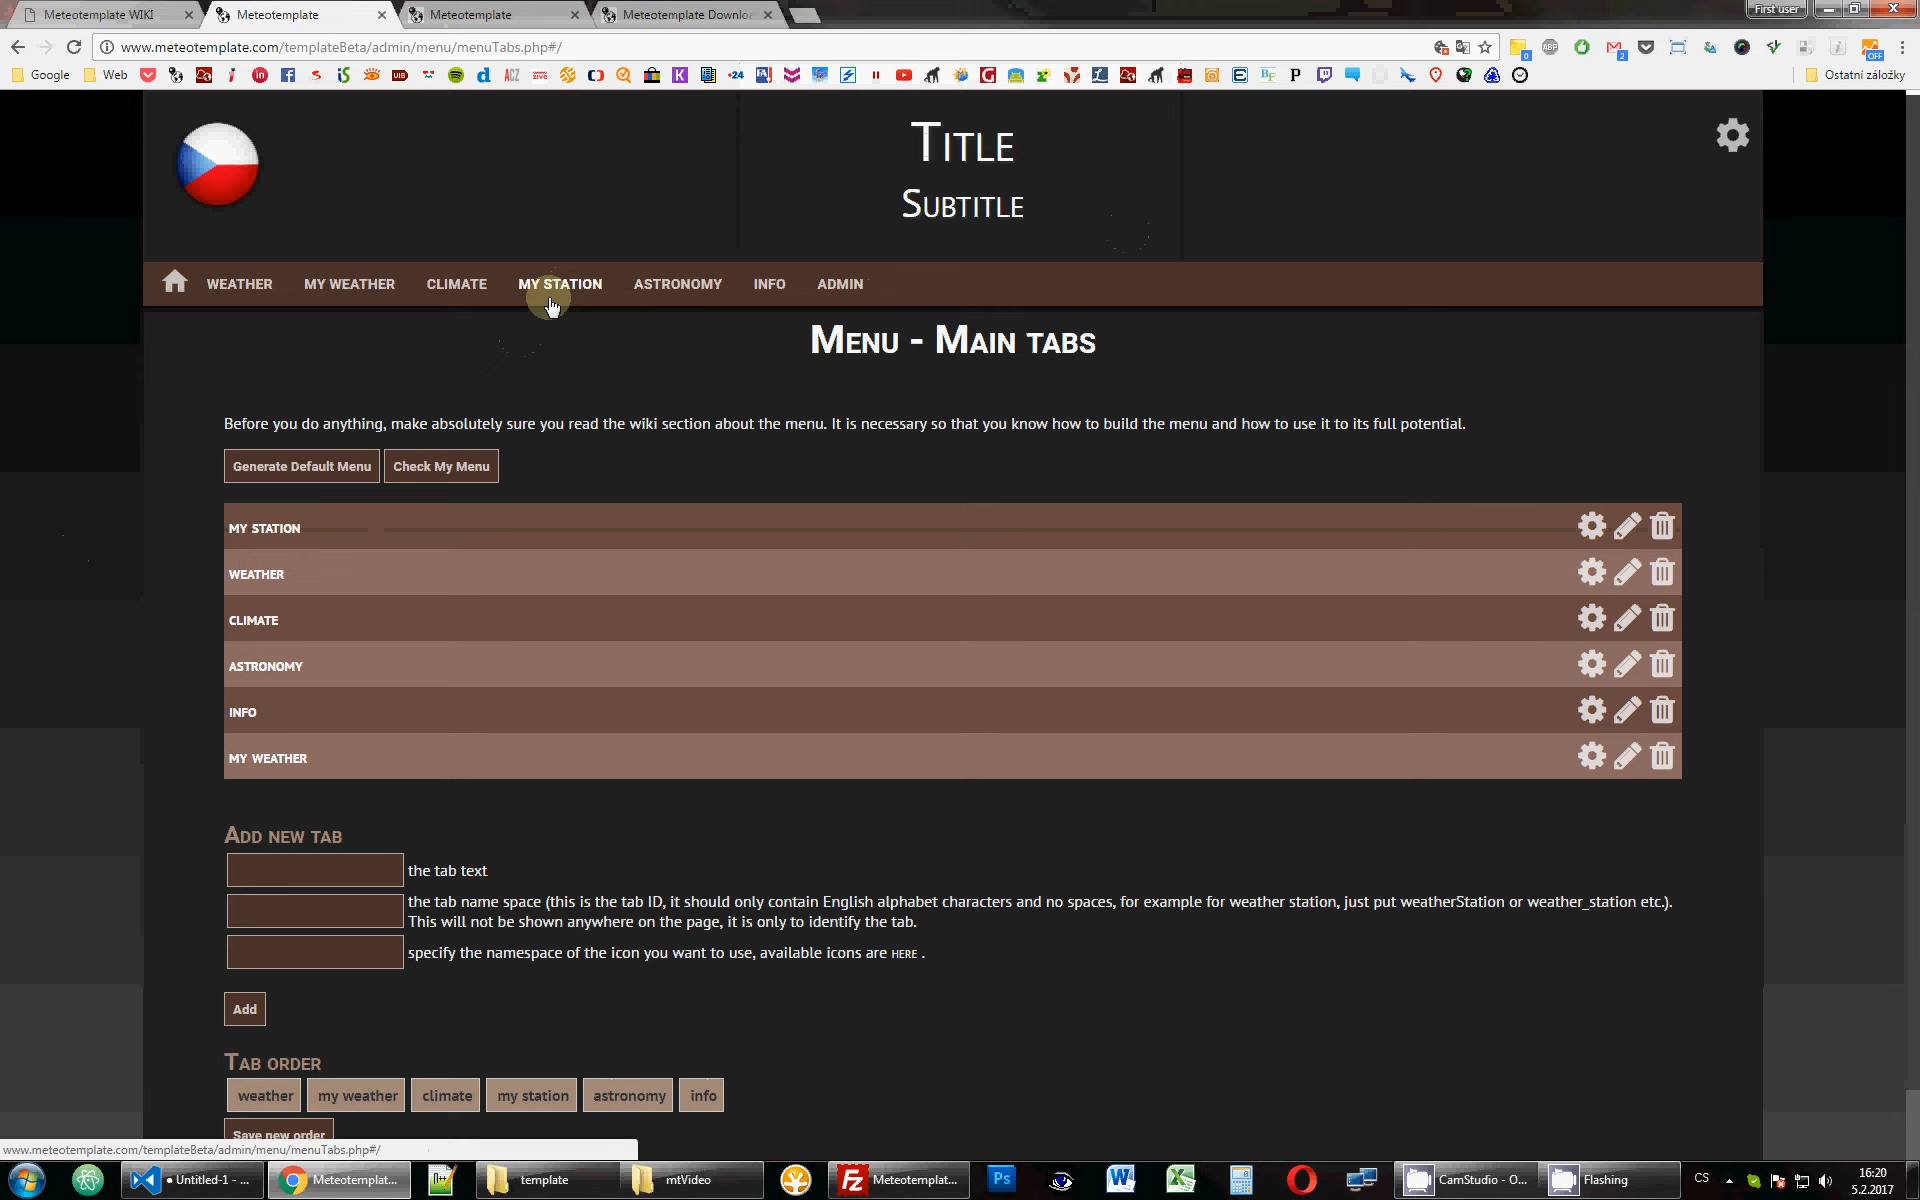 Meteotemplate WIKI
Meteotemplate
Meteotemplate
Meteotemplate Downlo
First user
www.meteotemplate.com/templateBeta/admin/menu/menuTabs.php#/
Google
Web
Ostatní záložky
TITLE
SUBTITLE
WEATHER MY WEATHER CLIMATE MY STATION ASTRONOMY INFO ADMIN
MENU - MAIN TABS
Before you do anything, make absolutely sure you read the wiki section about the menu. It is necessary so that you know how to build the menu and how to use it to its full potential.
Generate Default Menu
Check My Menu
MY STATION
WEATHER
CLIMATE
ASTRONOMY
INFO
MY WEATHER
ADD NEW TAB
the tab text
the tab name space (this is the tab ID, it should only contain English alphabet characters and no spaces, for example for weather station, just put weatherStation or weather_station etc.).
This will not be shown anywhere on the page, it is only to identify the tab.
specify the namespace of the icon you want to use, available icons are HERE .
Add
TAB ORDER
weather my weather climate my station astronomy info
Save new order
www.meteotemplate.com/templateBeta/admin/menu/menuTabs.php#/
• Untitled-1 - ...
Meteotemplat...
template
mtVideo
Meteotemplat...
CamStudio - O...
Flashing
CS
16:20
5.2.2017